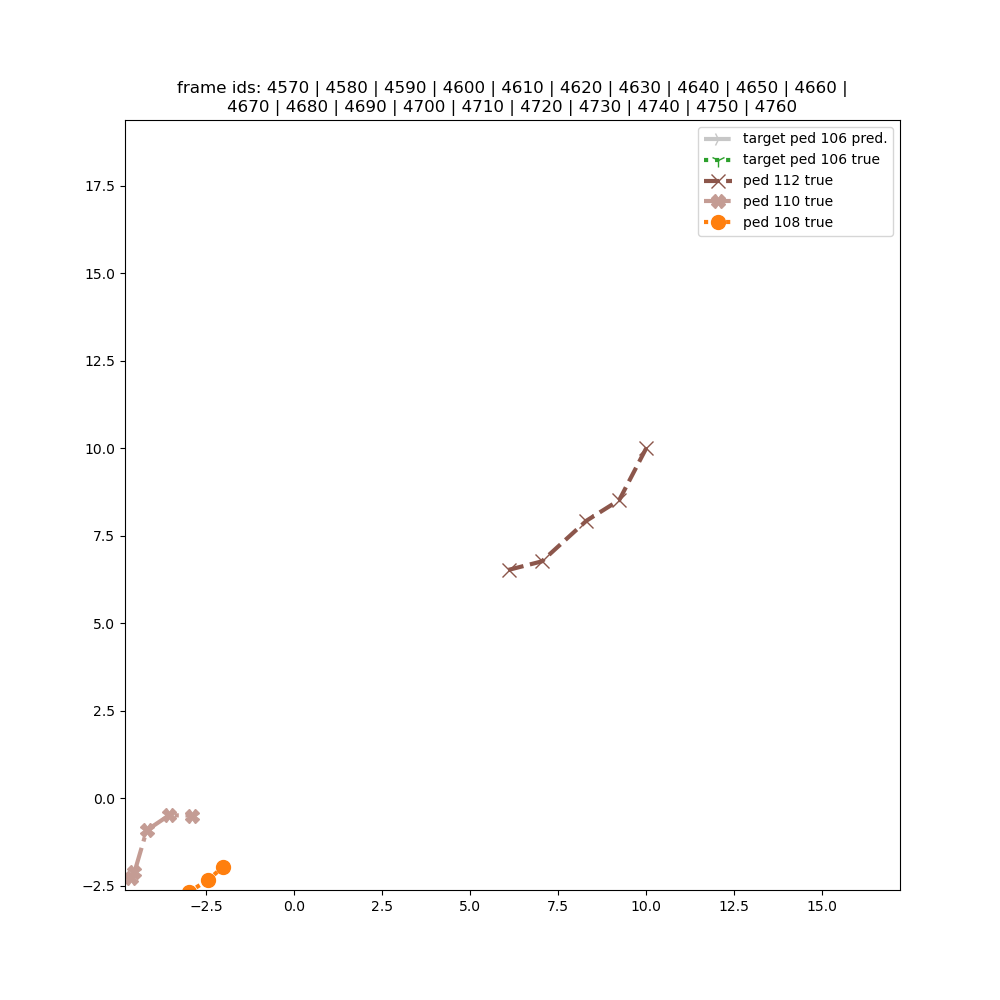 frame ids: 4570 | 4580 | 4590 | 4600 | 4610 | 4620 | 4630 | 4640 | 4650 | 4660 |
4670 | 4680 | 4690 | 4700 | 4710 | 4720 | 4730 | 4740 | 4750 | 4760
target ped 106 pred.
target ped 106 true
ped 112 true
ped 110 true
ped 108 true
17.5
15.0
12.5
10.0
7.5
5.0
2.5
0.0
−2.5
−2.5 0.0 2.5 5.0 7.5 10.0 12.5 15.0